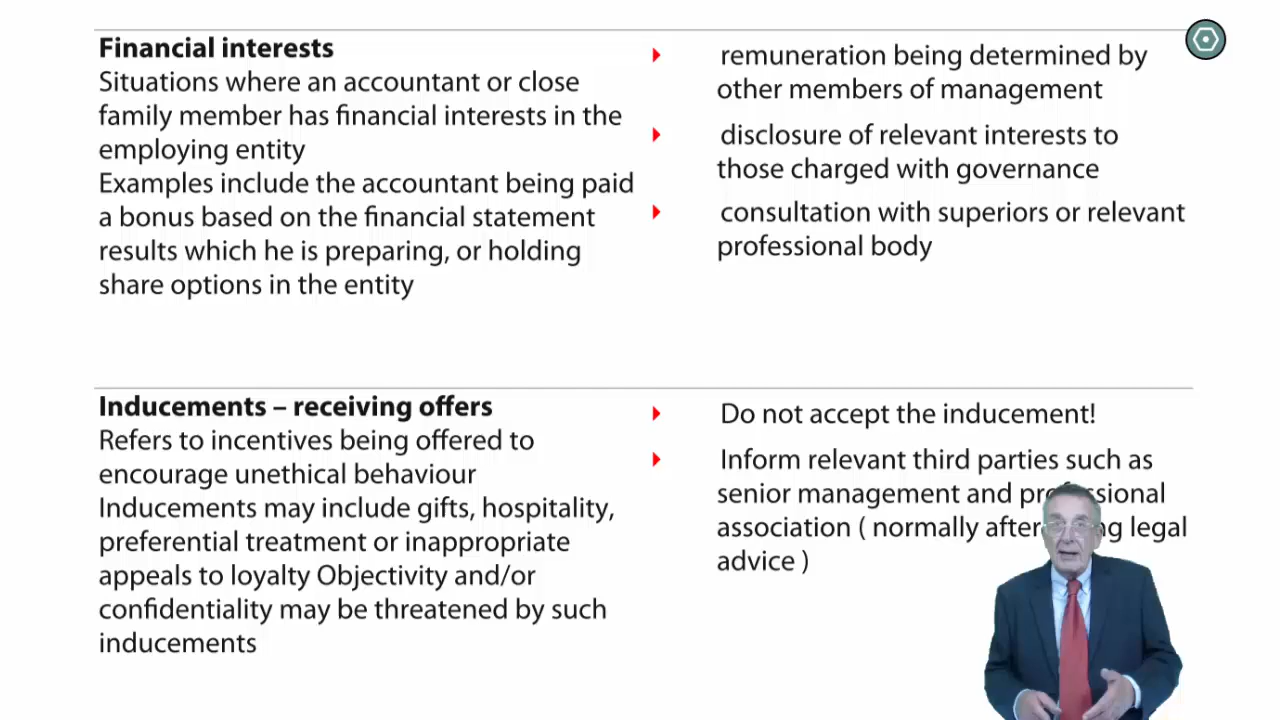 Financial interests
Situations where an accountant or close
family member has financial interests in the
employing entity
Examples include the accountant being paid
a bonus based on the financial statement
results which he is preparing, or holding
share options in the entity
remuneration being determined by
other members of management
disclosure of relevant interests to
those charged with governance
consultation with superiors or relevant
professional body
Inducements – receiving offers
Refers to incentives being offered to
encourage unethical behaviour
Inducements may include gifts, hospitality,
preferential treatment or inappropriate
appeals to loyalty Objectivity and/or
confidentiality may be threatened by such
inducements
Do not accept the inducement!
Inform relevant third parties such as
senior management and professional
association ( normally after legal
advice )